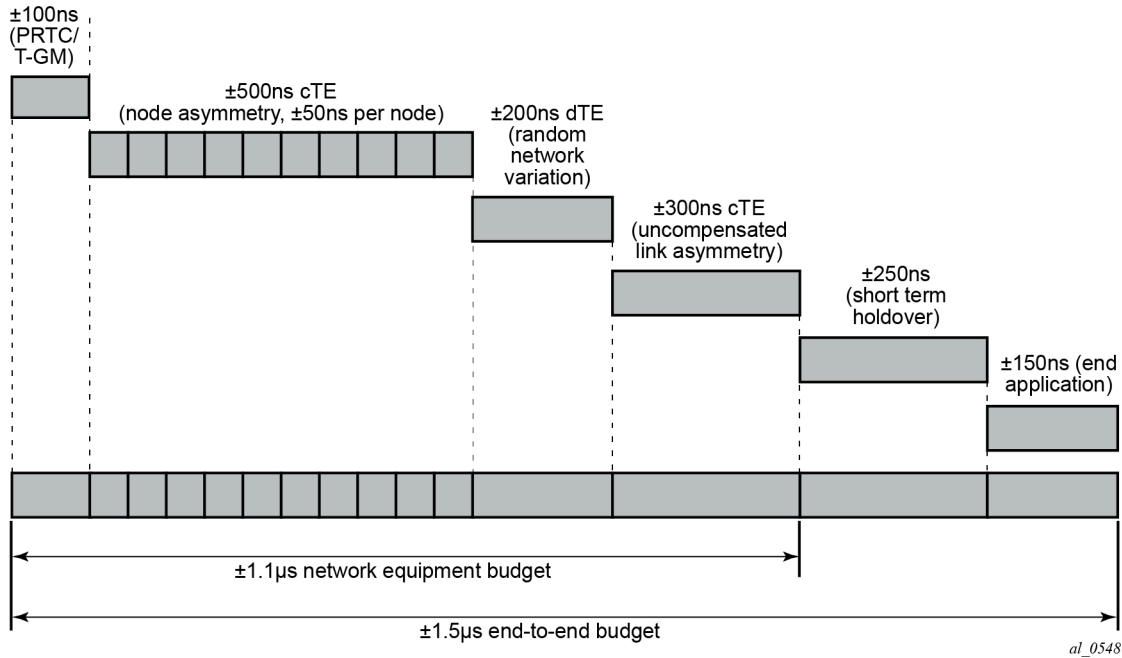 ±100ns
(PRTC/
T-GM)
±500ns cTE
(node asymmetry, ±50ns per node)
±200ns dTE
(random
network
variation)
±300ns cTE
(uncompensated
link asymmetry)
±250ns
(short term
holdover)
±150ns (end
application)
±1.1µs network equipment budget
±1.5µs end-to-end budget
al_0548